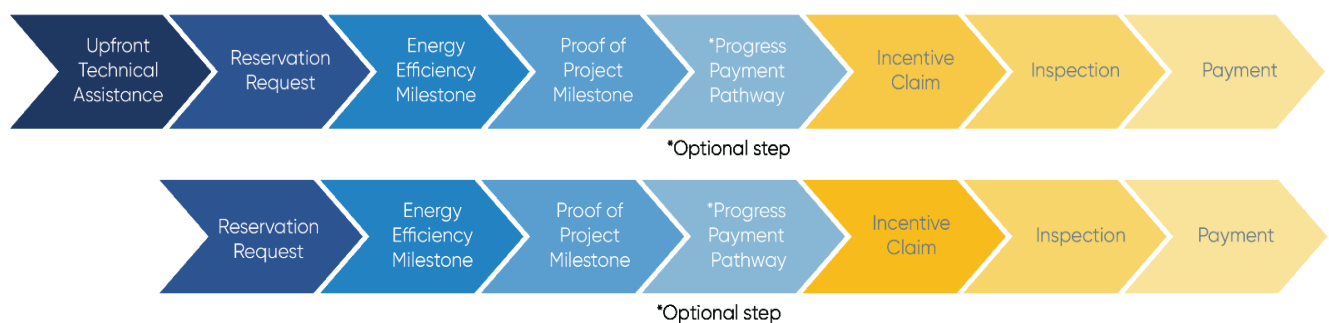 Upfront
Technical
Assistance
Reservation
Request
Energy
Efficiency
Milestone
Proof of
Project
Milestone
*Progress
Payment
Pathway
Incentive
Claim
Inspection
Payment
*Optional step
Reservation
Request
Energy
Efficiency
Milestone
Proof of
Project
Milestone
*Progress
Payment
Pathway
Incentive
Claim
Inspection
Payment
*Optional step